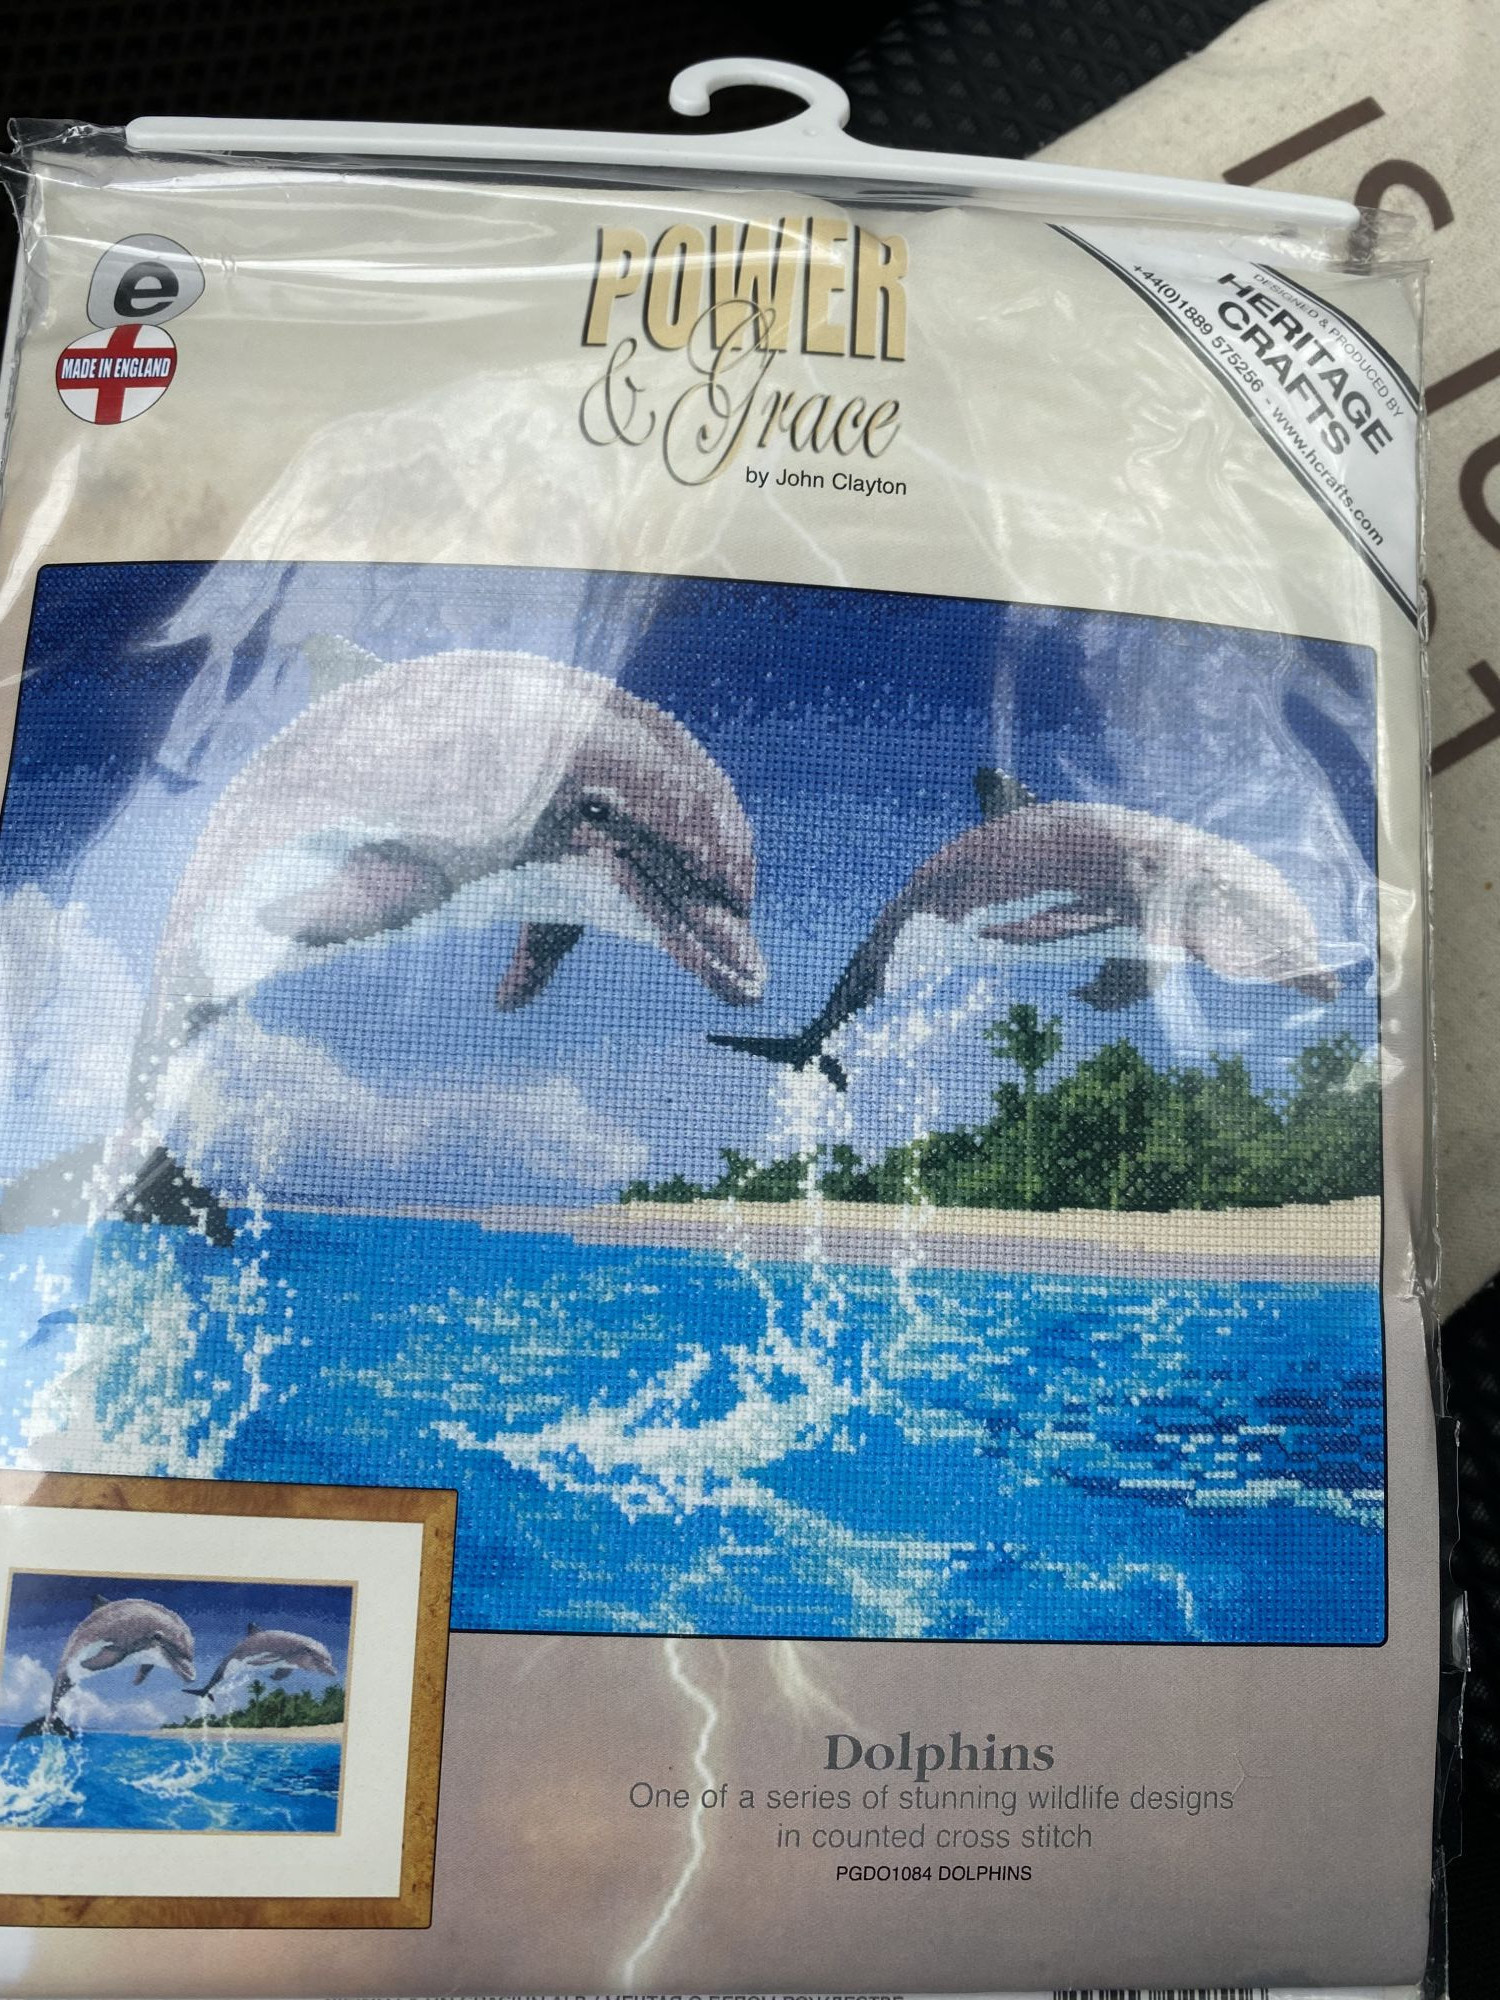 e
MADE IN ENGLAND
POWER
& Grace
by John Clayton
DESIGNED & PRODUCED BY
HERITAGE
CRAFTS
+44(0)1889 575256 - www.hcrafts.com
Dolphins
One of a series of stunning wildlife designs
in counted cross stitch
PGDO1084 DOLPHINS